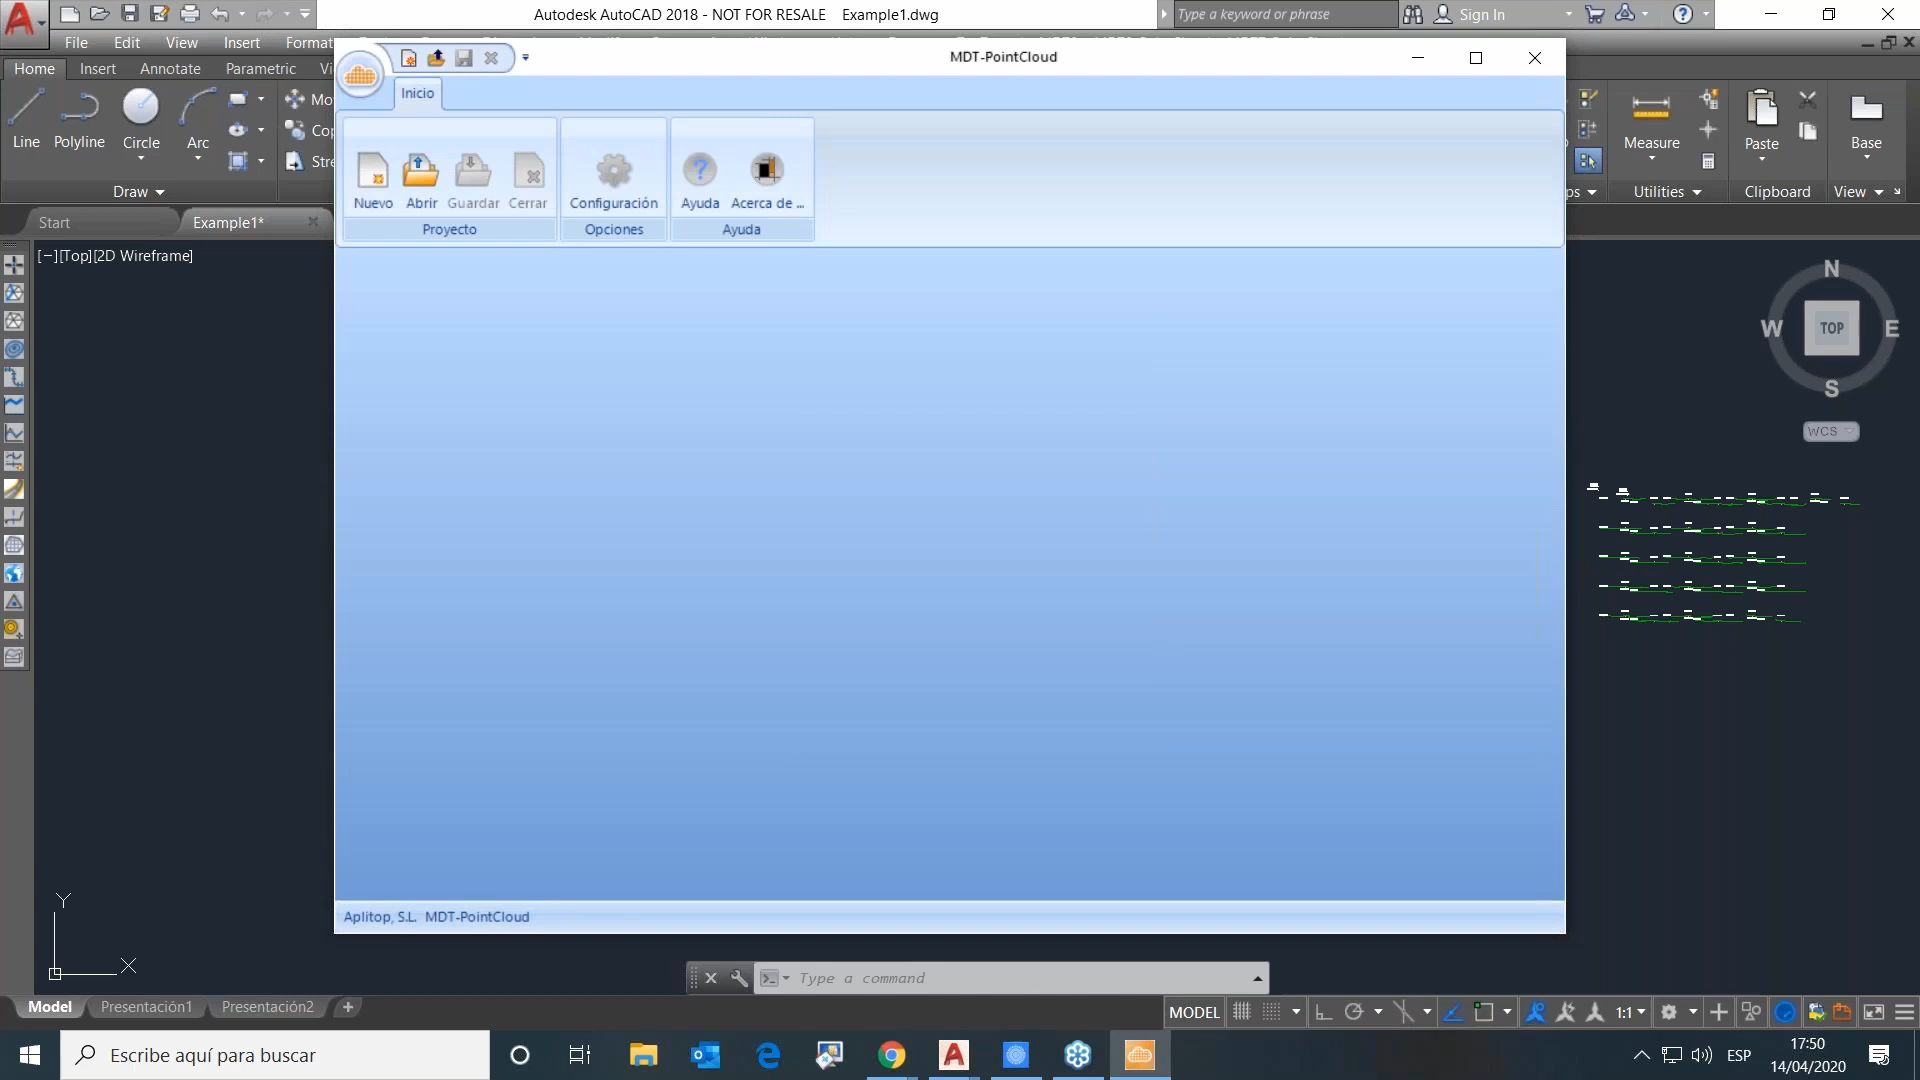 Autodesk AutoCAD 2018 - NOT FOR RESALE Example1.dwg
Type a keyword or phrase
Sign In
File Edit View Insert Format
MDT-PointCloud
Home Insert Annotate Parametric
Inicio
Line Polyline Circle Arc
Nuevo Abrir Guardar Cerrar
Configuración
Ayuda Acerca de ...
Proyecto Opciones Ayuda
Measure Paste Base
Draw
Utilities Clipboard View
Start Example1*
[−][Top][2D Wireframe]
N
W TOP E
S
WCS
Y
X
Aplitop, S.L. MDT-PointCloud
Type a command
Model Presentación1 Presentación2 +
MODEL 1:1
Escribe aquí para buscar
ESP
17:50
14/04/2020